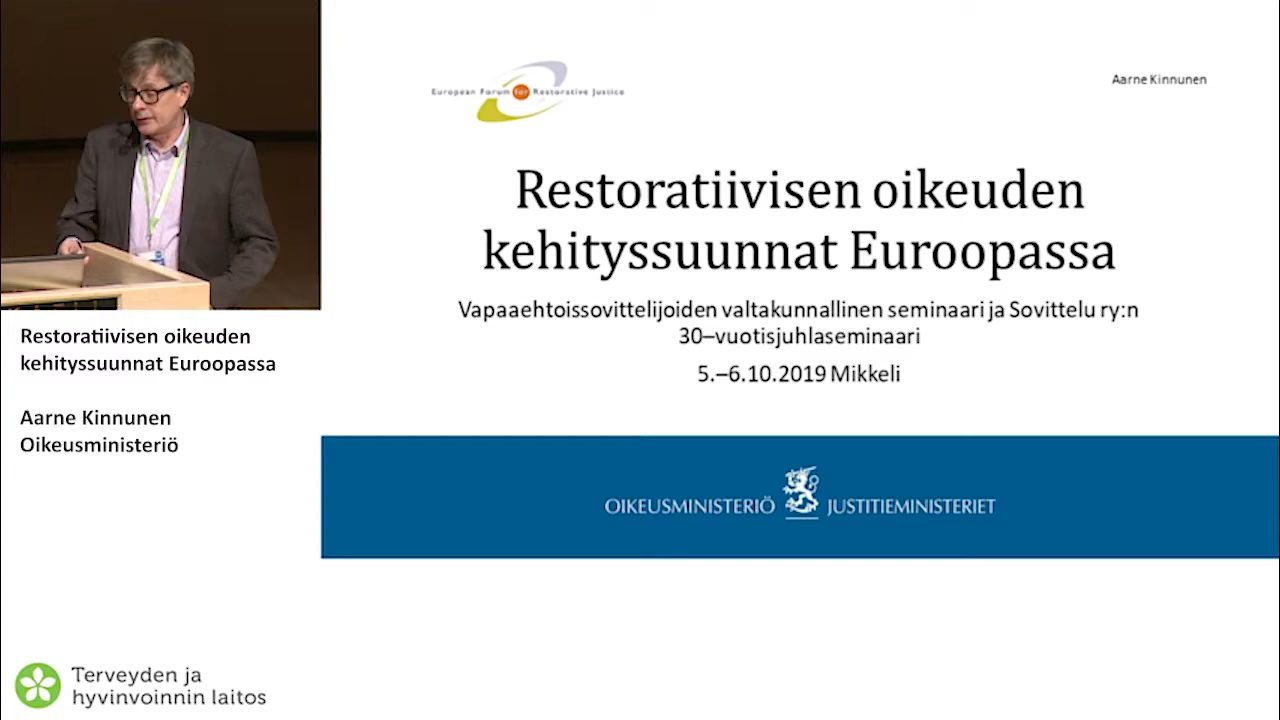 European Forum for Restorative Justice
Aarne Kinnunen
Restoratiivisen oikeuden
kehityssuunnat Euroopassa
Vapaaehtoissovittelijoiden valtakunnallinen seminaari ja Sovittelu ry:n
30–vuotisjuhlaseminaari
5.–6.10.2019 Mikkeli
OIKEUSMINISTERIÖ JUSTITIEMINISTERIET
Restoratiivisen oikeuden
kehityssuunnat Euroopassa
Aarne Kinnunen
Oikeusministeriö
Terveyden ja
hyvinvoinnin laitos